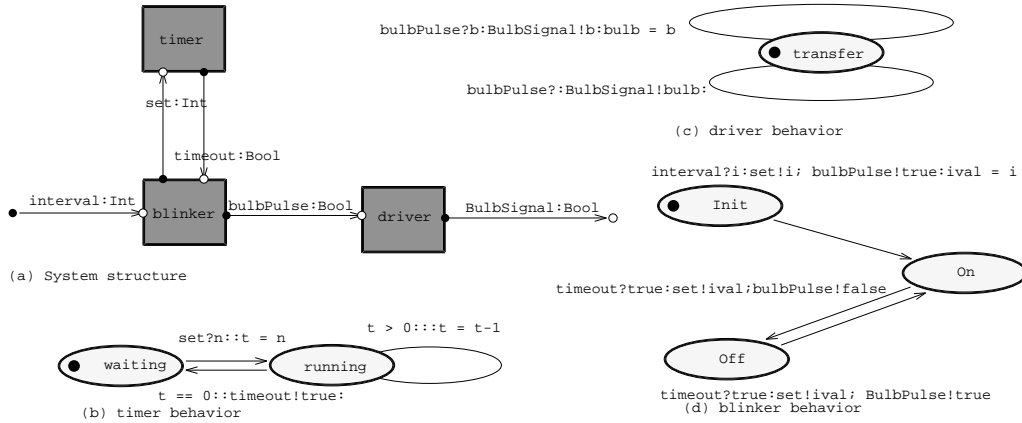 timer
set:Int
timeout:Bool
interval:Int
blinker
bulbPulse:Bool
driver
BulbSignal:Bool
(a) System structure
set?n::t = n
t > 0:::t = t-1
waiting
running
t == 0::timeout!true:
(b) timer behavior
bulbPulse?b:BulbSignal!b:bulb = b
transfer
bulbPulse?:BulbSignal!bulb:
(c) driver behavior
interval?i:set!i; bulbPulse!true:ival = i
Init
On
timeout?true:set!ival;bulbPulse!false
Off
timeout?true:set!ival; BulbPulse!true
(d) blinker behavior